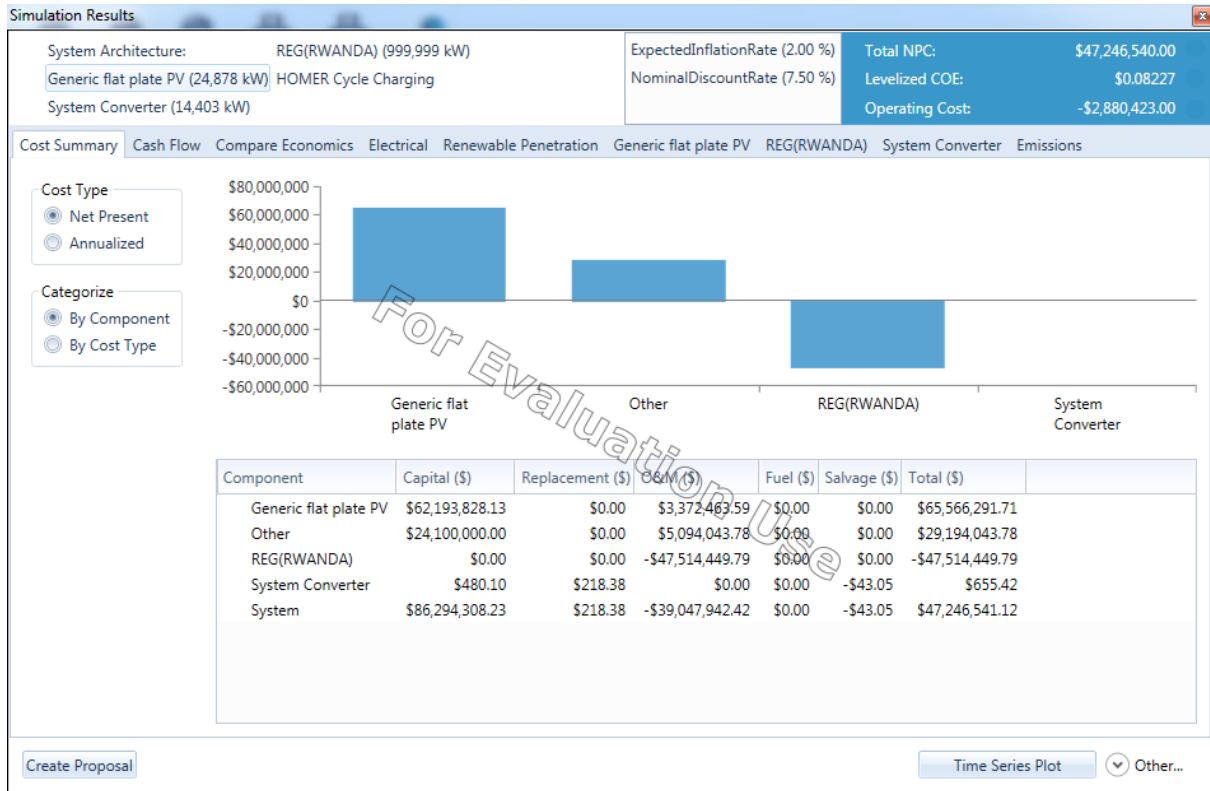 Simulation Results
System Architecture: REG(RWANDA) (999,999 kW)
Generic flat plate PV (24,878 kW) HOMER Cycle Charging
System Converter (14,403 kW)
ExpectedInflationRate (2.00 %)
NominalDiscountRate (7.50 %)
Total NPC: $47,246,540.00
Levelized COE: $0.08227
Operating Cost: -$2,880,423.00
Cost Summary Cash Flow Compare Economics Electrical Renewable Penetration Generic flat plate PV REG(RWANDA) System Converter Emissions
Cost Type
Net Present
Annualized
Categorize
By Component
By Cost Type
$80,000,000
$60,000,000
$40,000,000
$20,000,000
$0
-$20,000,000
-$40,000,000
-$60,000,000
Generic flat
plate PV
Other
REG(RWANDA)
System
Converter
For Evaluation Use
Component Capital ($) Replacement ($) O&M ($) Fuel ($) Salvage ($) Total ($)
Generic flat plate PV $62,193,828.13 $0.00 $3,372,463.59 $0.00 $0.00 $65,566,291.71
Other $24,100,000.00 $0.00 $5,094,043.78 $0.00 $0.00 $29,194,043.78
REG(RWANDA) $0.00 $0.00 -$47,514,449.79 $0.00 $0.00 -$47,514,449.79
System Converter $480.10 $218.38 $0.00 $0.00 -$43.05 $655.42
System $86,294,308.23 $218.38 -$39,047,942.42 $0.00 -$43.05 $47,246,541.12
Create Proposal
Time Series Plot
Other...